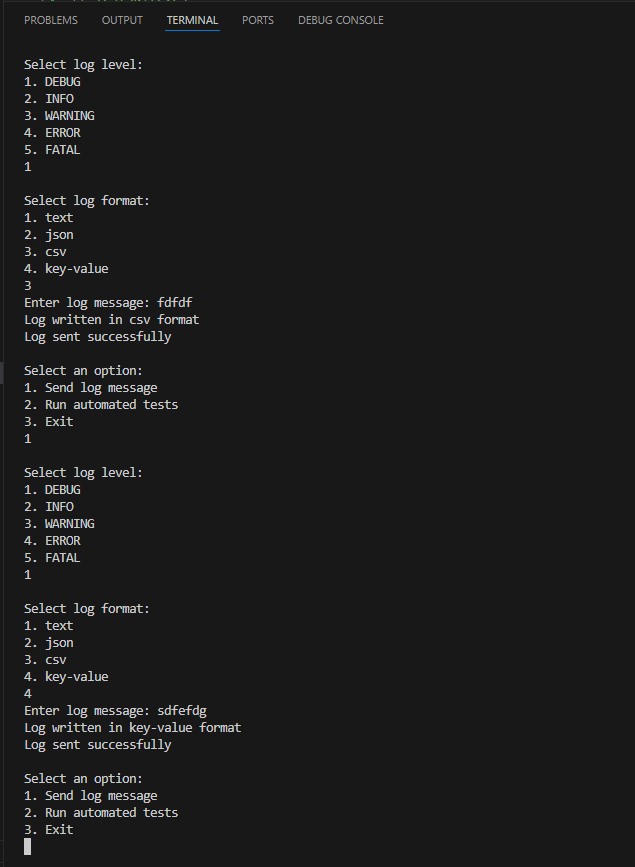 PROBLEMS OUTPUT TERMINAL PORTS DEBUG CONSOLE
Select log level:
1. DEBUG
2. INFO
3. WARNING
4. ERROR
5. FATAL
1
Select log format:
1. text
2. json
3. csv
4. key-value
3
Enter log message: fdfdf
Log written in csv format
Log sent successfully
Select an option:
1. Send log message
2. Run automated tests
3. Exit
1
Select log level:
1. DEBUG
2. INFO
3. WARNING
4. ERROR
5. FATAL
1
Select log format:
1. text
2. json
3. csv
4. key-value
4
Enter log message: sdfefdg
Log written in key-value format
Log sent successfully
Select an option:
1. Send log message
2. Run automated tests
3. Exit